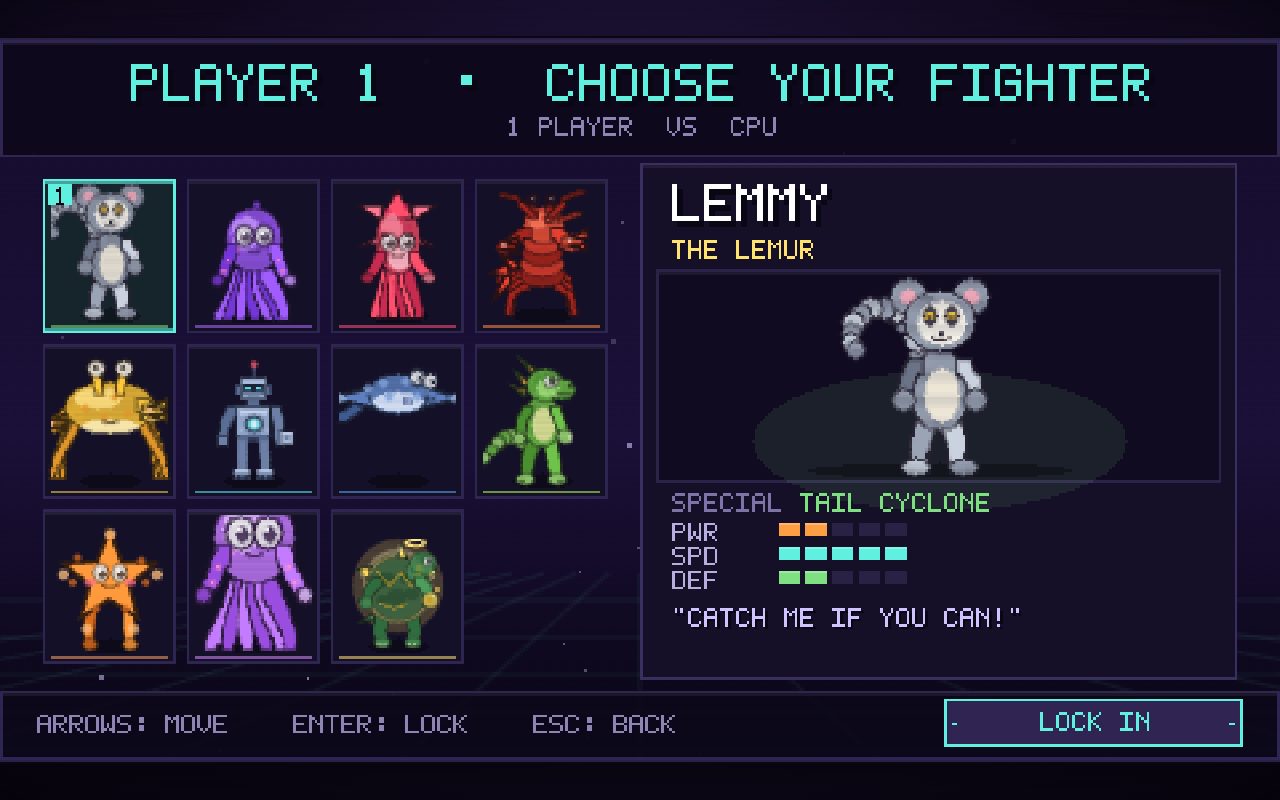 PLAYER 1 · CHOOSE YOUR FIGHTER
1 PLAYER VS CPU
1
LEMMY
THE LEMUR
SPECIAL TAIL CYCLONE
PWR
SPD
DEF
"CATCH ME IF YOU CAN!"
ARROWS: MOVE ENTER: LOCK ESC: BACK
- LOCK IN -